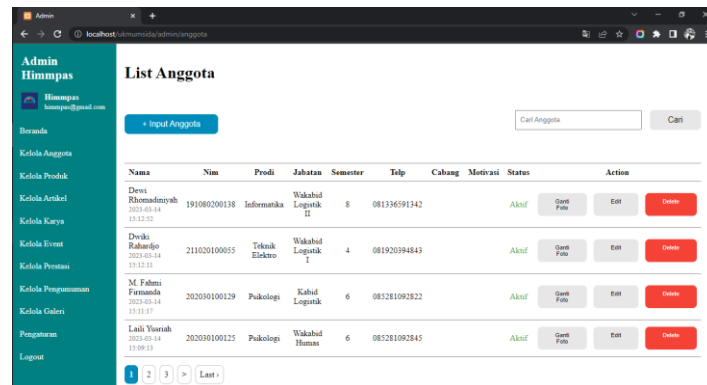 Admin
localhost/ukmumsida/admin/anggota
Admin
Himmpas
Himmpas
himmpas@gmail.com
Beranda
Kelola Anggota
Kelola Produk
Kelola Artikel
Kelola Karya
Kelola Event
Kelola Prestasi
Kelola Pengumuman
Kelola Galeri
Pengaturan
Logout
List Anggota
+ Input Anggota
Cari Anggota
Cari
Nama Nim Prodi Jabatan Semester Telp Cabang Motivasi Status Action
Dewi
Rhomadiniyah
2023-03-14
15:12:52
191080200138 Informatika
Wakabid
Logistik
II
8 081336591342 Aktif
Ganti
Foto
Edit Delete
Dwiki
Rahardjo
2023-03-14
15:12:11
211020100055
Teknik
Elektro
Wakabid
Logistik
I
4 081920394843 Aktif
Ganti
Foto
Edit Delete
M. Fahmi
Firmanda
2023-03-14
15:11:17
202030100129 Psikologi
Kabid
Logistik
6 085281092822 Aktif
Ganti
Foto
Edit Delete
Laili Yusriah
2023-03-14
15:09:13
202030100125 Psikologi
Wakabid
Humas
6 085281092845 Aktif
Ganti
Foto
Edit Delete
1 2 3 > Last ›